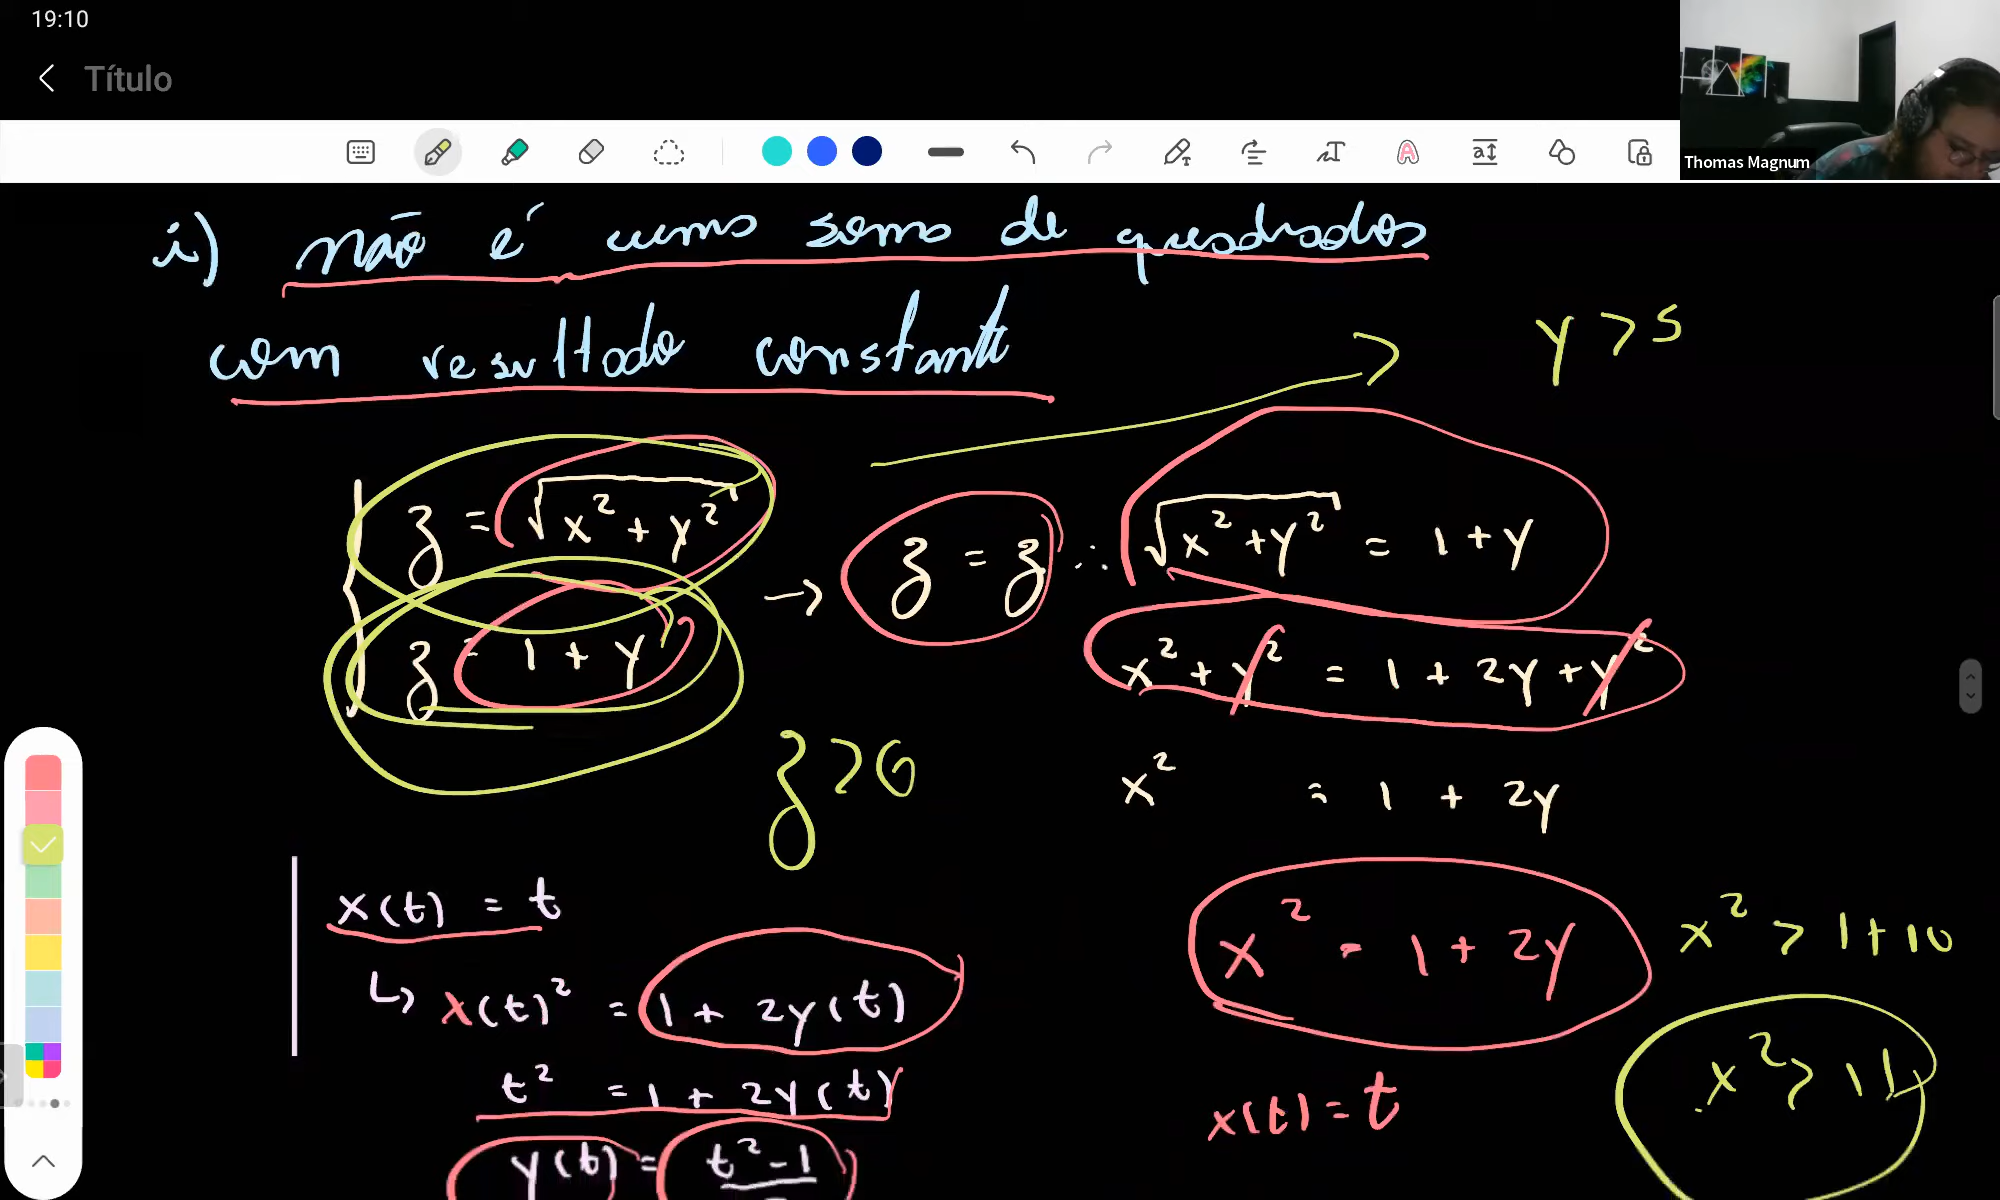 19:10
Título
Thomas Magnum
i) não é uma soma de quadrados
com resultado constante
y > 5
z = √(x² + y²)
z = 1 + y
→ z = z ∴ √(x² + y²) = 1 + y
x² + y² = 1 + 2y + y²
z > 6
x² = 1 + 2y
x(t) = t
x² = 1 + 2y
x² > 1 + 10
↳ x(t)² = 1 + 2y(t)
x² > 11
t² = 1 + 2y(t)
x(t) = t
y(t) = t² - 1